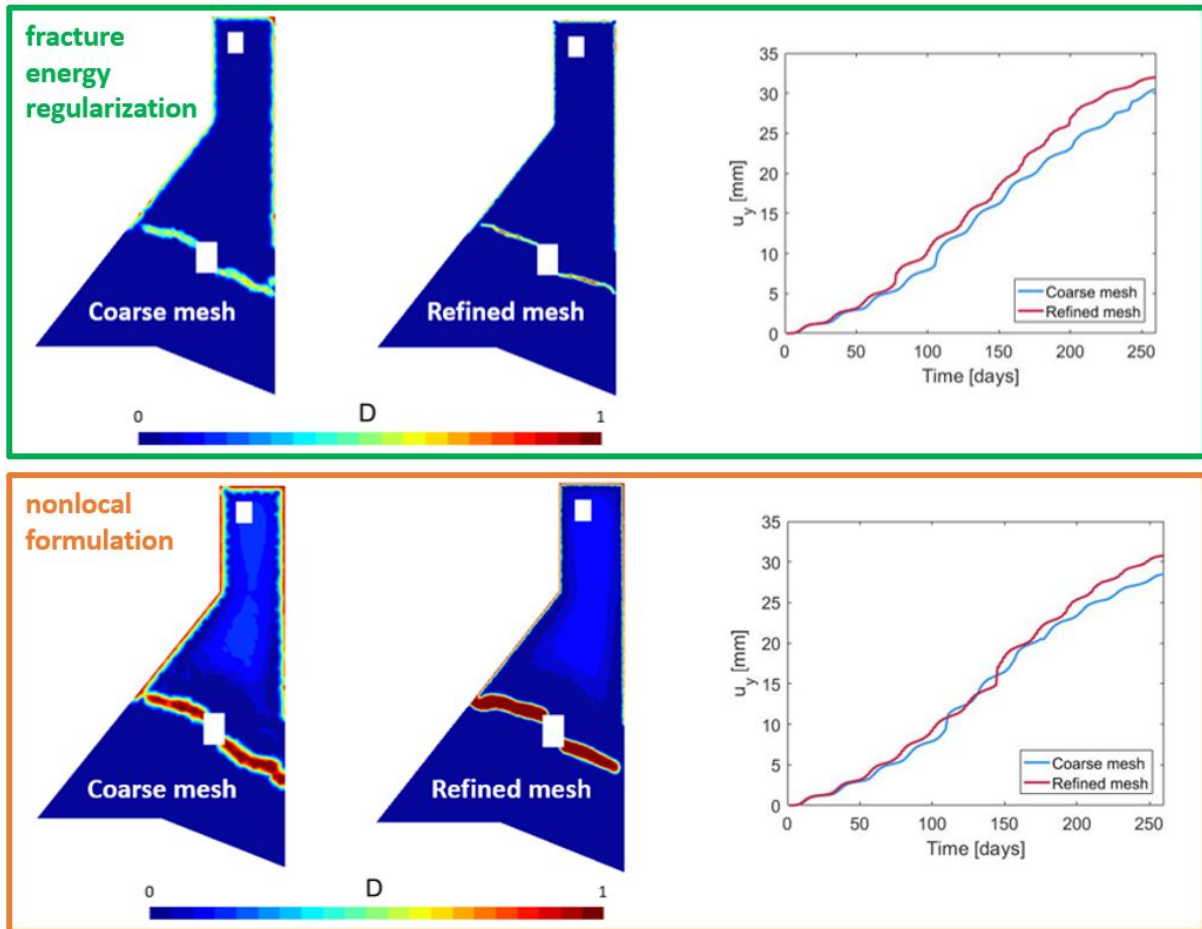 fracture
energy
regularization
Coarse mesh
Refined mesh
0
D
1
35
30
25
20
15
10
5
0
u_y [mm]
Coarse mesh
Refined mesh
0
50
100
150
200
250
Time [days]
nonlocal
formulation
Coarse mesh
Refined mesh
0
D
1
35
30
25
20
15
10
5
0
u_y [mm]
Coarse mesh
Refined mesh
0
50
100
150
200
250
Time [days]